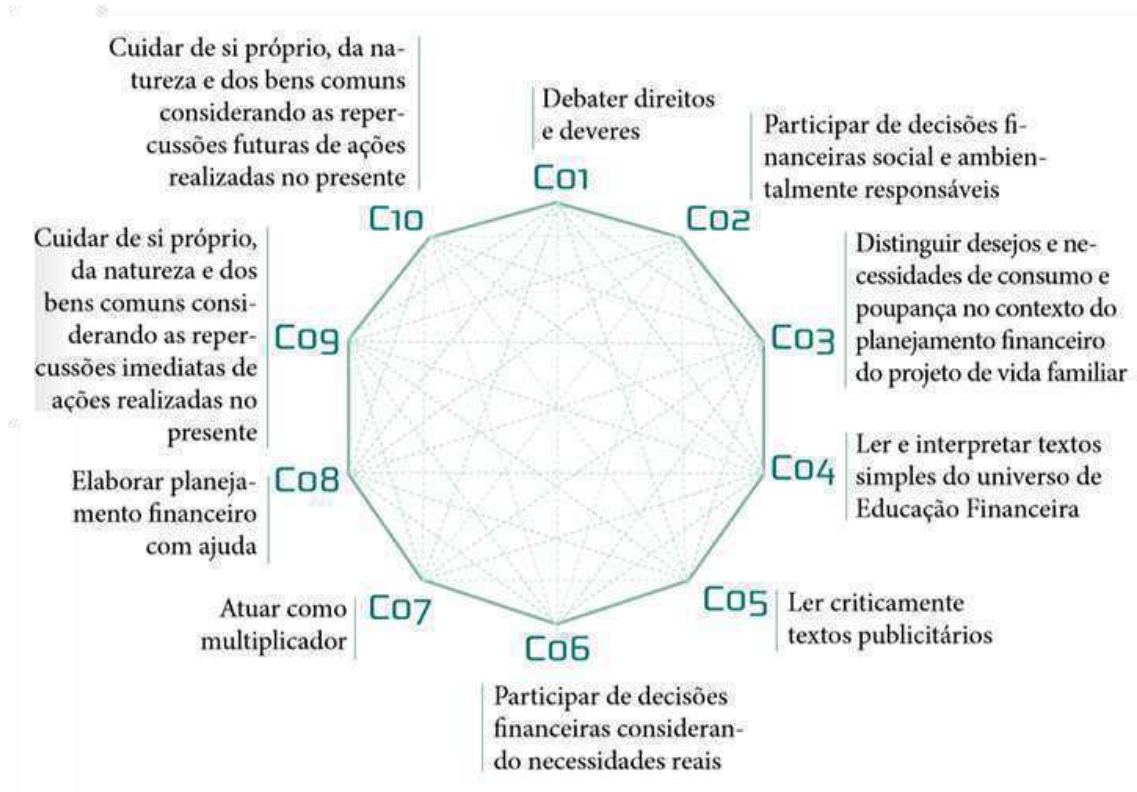 Debater direitos
e deveres
C01
Participar de decisões fi-
nanceiras social e ambien-
talmente responsáveis
C02
Distinguir desejos e ne-
cessidades de consumo e
poupança no contexto do
planejamento financeiro
do projeto de vida familiar
C03
Ler e interpretar textos
simples do universo de
Educação Financeira
C04
Ler criticamente
textos publicitários
C05
C06
Participar de decisões
financeiras consideran-
do necessidades reais
Atuar como
multiplicador
C07
Elaborar planeja-
mento financeiro
com ajuda
C08
Cuidar de si próprio,
da natureza e dos
bens comuns consi-
derando as reper-
cussões imediatas de
ações realizadas no
presente
C09
Cuidar de si próprio, da na-
tureza e dos bens comuns
considerando as reper-
cussões futuras de ações
realizadas no presente
C10